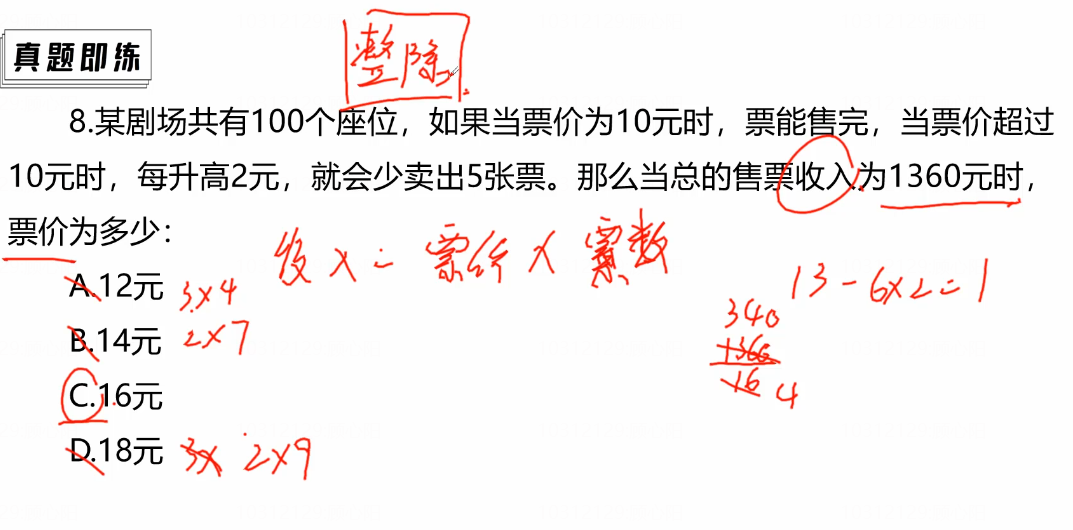 整除
真题即练
8.某剧场共有100个座位，如果当票价为10元时，票能售完，当票价超过
10元时，每升高2元，就会少卖出5张票。那么当总的售票收入为1360元时，
票价为多少：
收入=票价×票数
A.12元 3×4
13-6×2=1
B.14元 2×7
340
1360
16 4
C.16元
D.18元 3× 2×9